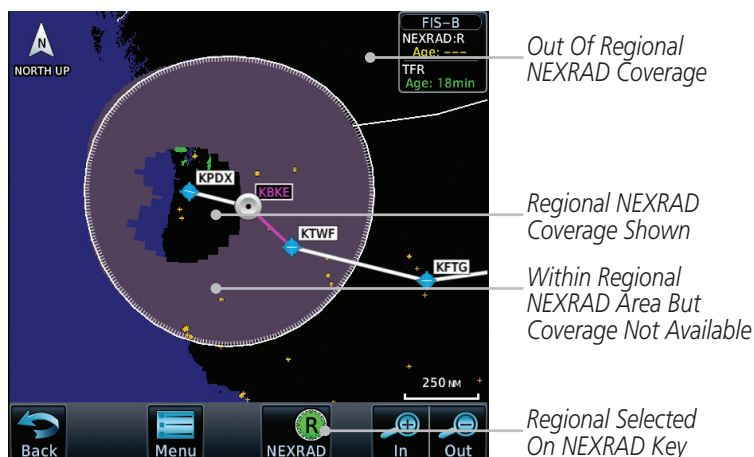 N
NORTH UP
FIS-B
NEXRAD:R
Age: ---
TFR
Age: 18min
Out Of Regional
NEXRAD Coverage
KPDX
KBKE
KTWF
KFTG
Regional NEXRAD
Coverage Shown
Within Regional
NEXRAD Area But
Coverage Not Available
250 NM
Back
Menu
R
NEXRAD
In
Out
Regional Selected
On NEXRAD Key